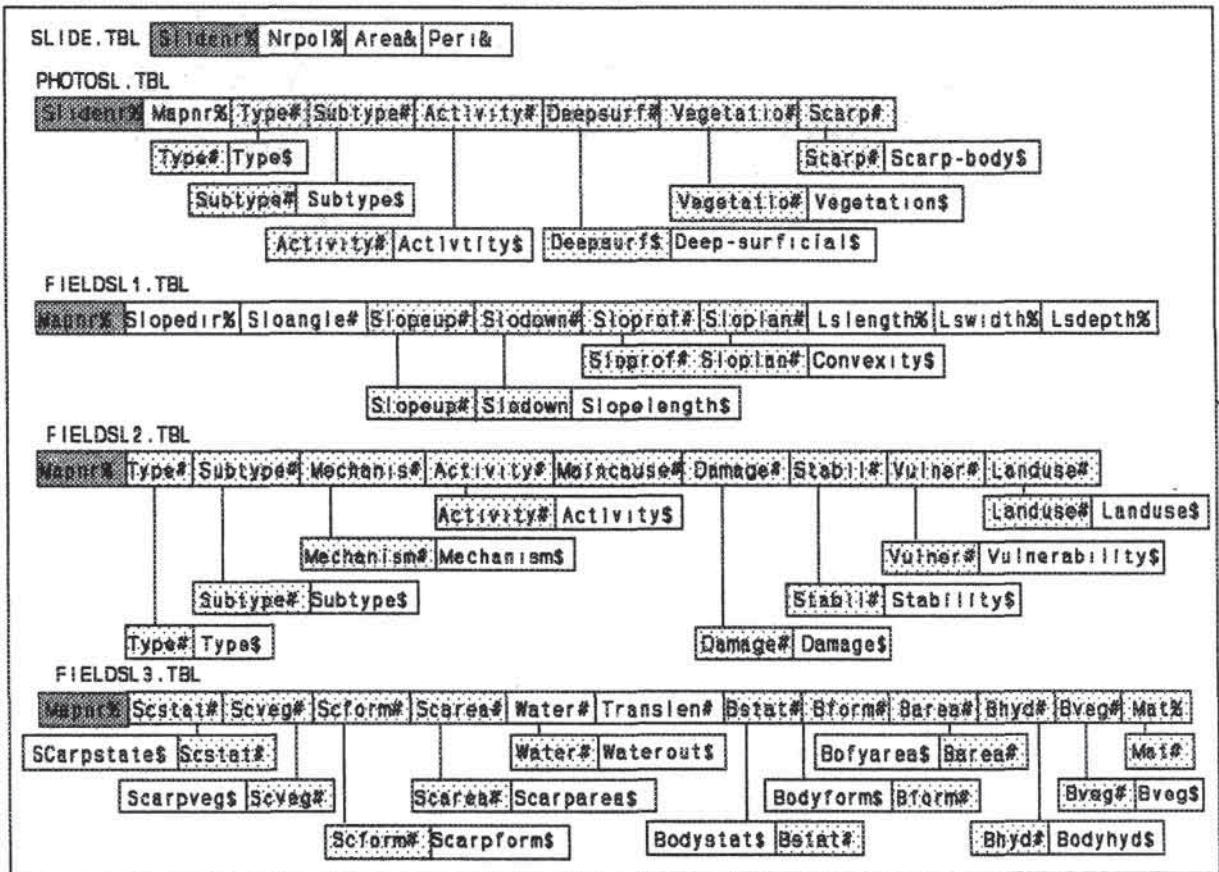 SLIDE.TBL Slidenr% Nrpol% Area& Peri&
PHOTOSL.TBL
Slidenr% Mapnr% Type# Subtype# Activity# Deepsurf# Vegetatio# Scarp#
Type# Type$ Scarp# Scarp-body$
Subtype# Subtype$ Vegetatio# Vegetation$
Activity# Activtity$ Deepsurf$ Deep-surficial$
FIELDSL1.TBL
Mapnr% Slopedir% Sloangle# Slopeup# Slodown# Sloprof# Sloplan# Lslength% Lswidth% Lsdepth%
Sloprof# Sloplan# Convexity$
Slopeup# Slodown Slopelength$
FIELDSL2.TBL
Mapnr% Type# Subtype# Mechanis# Activity# Maincause# Damage# Stabil# Vulner# Landuse#
Activity# Activity$ Landuse# Landuse$
Mechanism# Mechanism$ Vulner# Vulnerability$
Subtype# Subtype$ Stabil# Stability$
Type# Type$ Damage# Damage$
FIELDSL3.TBL
Mapnr% Scstat# Scveg# Scform# Scarea# Water# Translen# Bstat# Bform# Barea# Bhyd# Bveg# Mat%
SCarpstate$ Scstat# Water# Waterout$ Bofyarea$ Barea# Mat#
Scarpveg$ Scveg# Scarea# Scarparea$ Bodyform$ Bform# Bveg# Bveg$
Scform# Scarpform$ Bodystat$ Bstat# Bhyd# Bodyhyd$